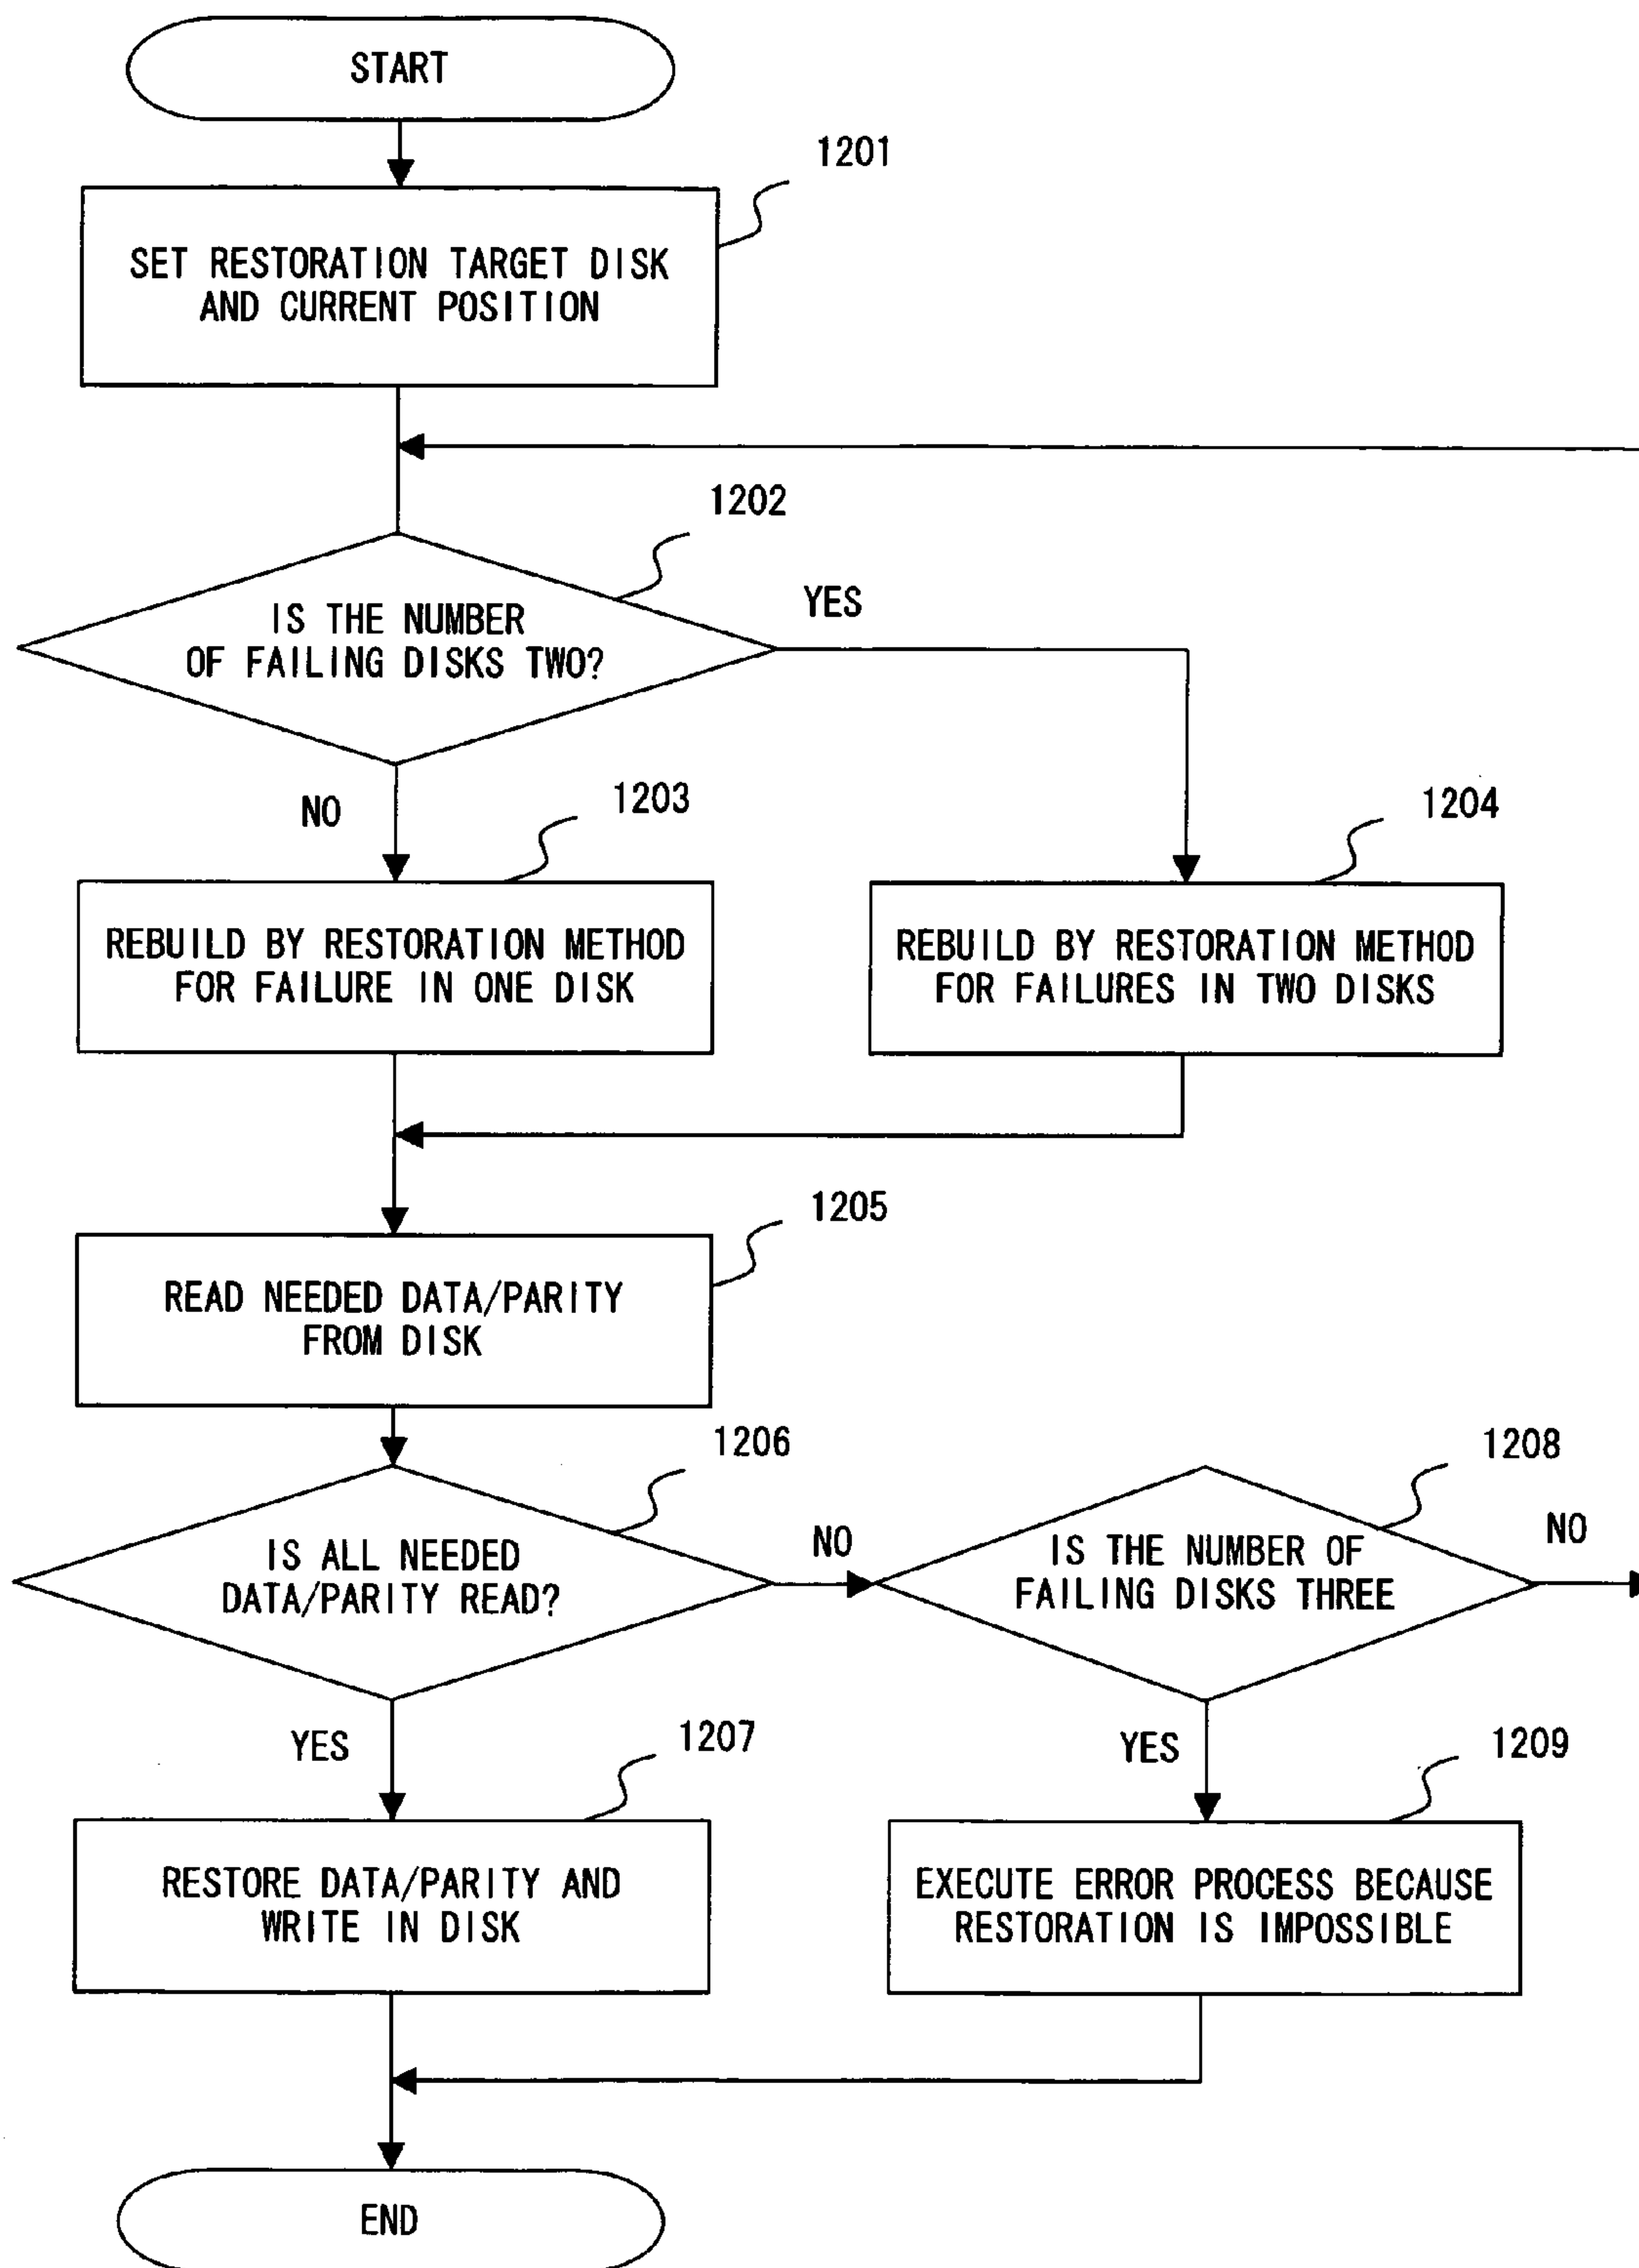 START
1201
SET RESTORATION TARGET DISK
AND CURRENT POSITION
1202
IS THE NUMBER
OF FAILING DISKS TWO?
YES
NO
1203
1204
REBUILD BY RESTORATION METHOD
FOR FAILURE IN ONE DISK
REBUILD BY RESTORATION METHOD
FOR FAILURES IN TWO DISKS
1205
READ NEEDED DATA/PARITY
FROM DISK
1206
IS ALL NEEDED
DATA/PARITY READ?
NO
1208
IS THE NUMBER OF
FAILING DISKS THREE
NO
YES
1207
YES
1209
RESTORE DATA/PARITY AND
WRITE IN DISK
EXECUTE ERROR PROCESS BECAUSE
RESTORATION IS IMPOSSIBLE
END